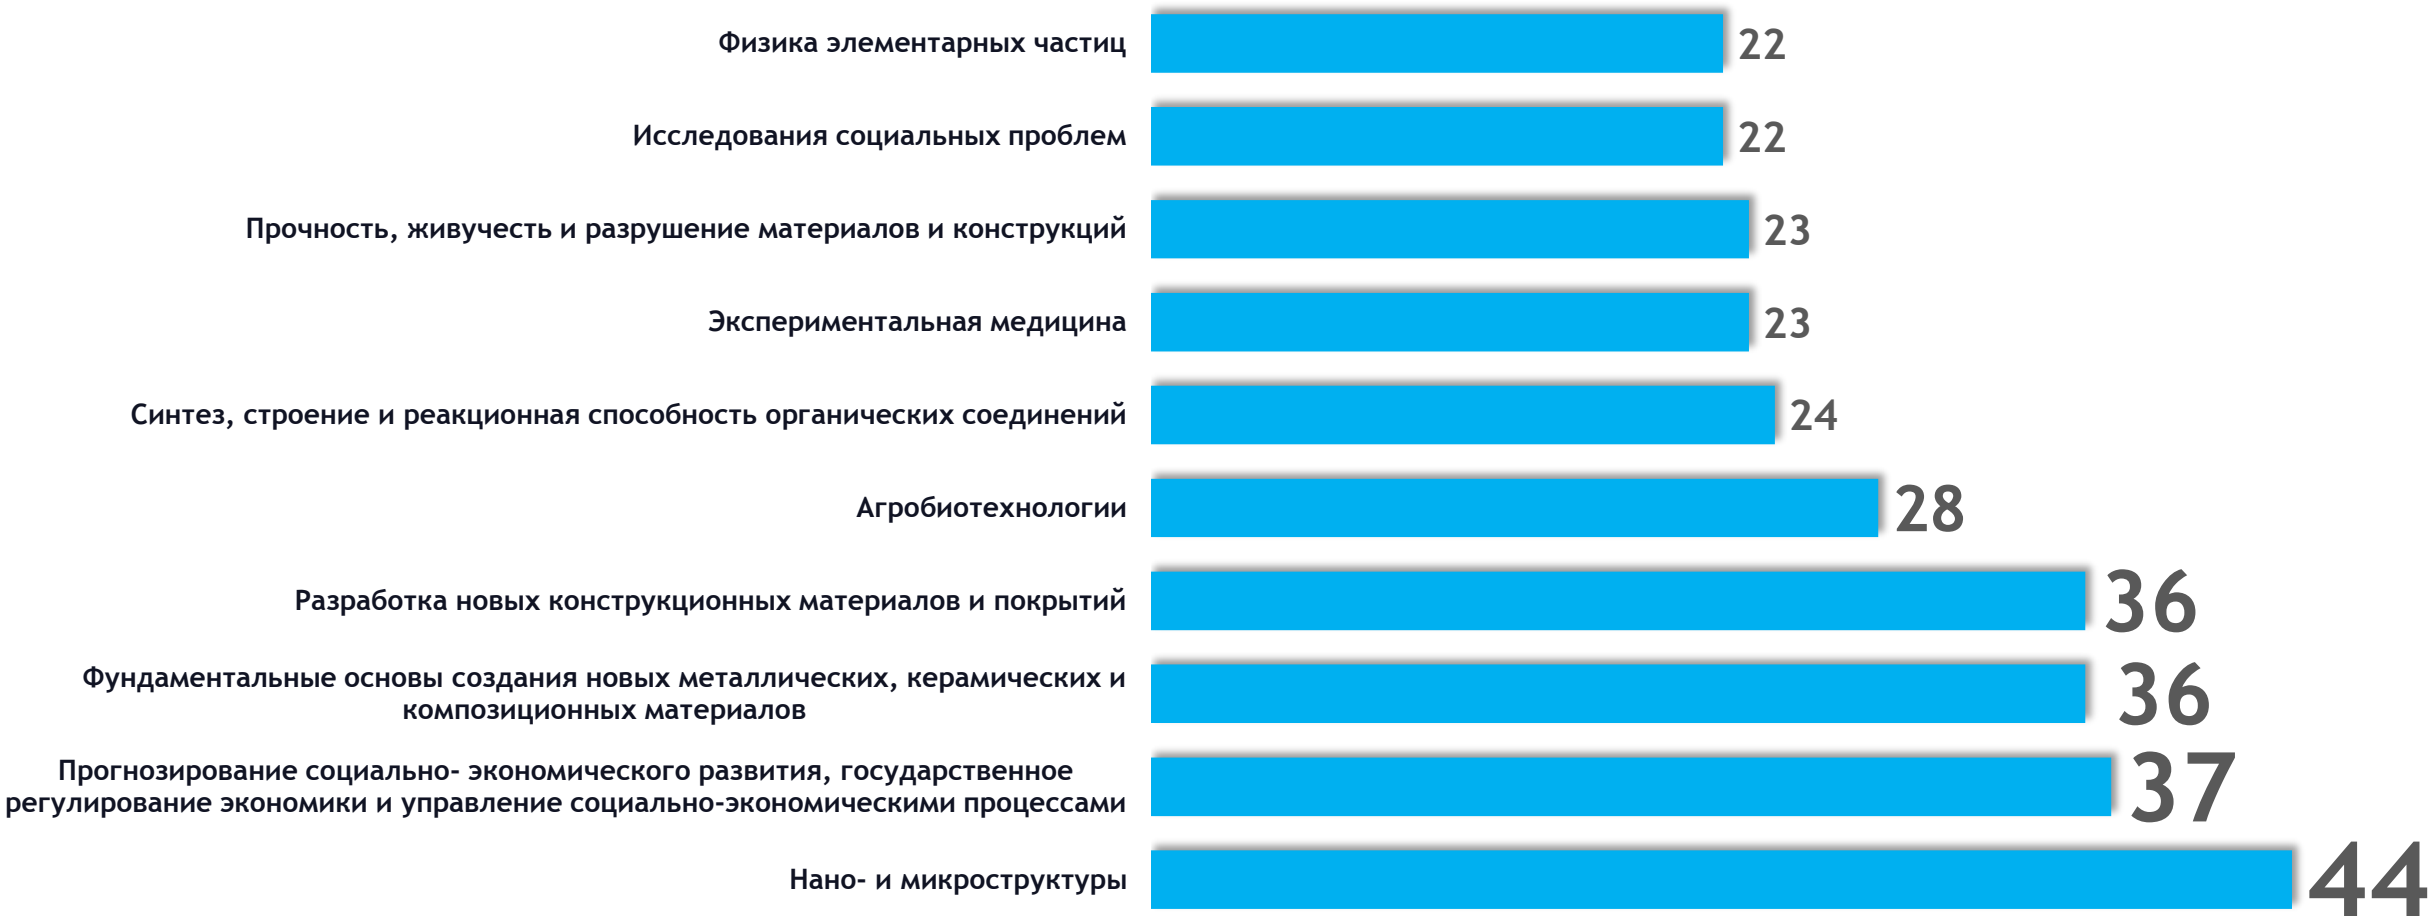 Физика элементарных частиц 22
Исследования социальных проблем 22
Прочность, живучесть и разрушение материалов и конструкций 23
Экспериментальная медицина 23
Синтез, строение и реакционная способность органических соединений 24
Агробиотехнологии 28
Разработка новых конструкционных материалов и покрытий 36
Фундаментальные основы создания новых металлических, керамических и
композиционных материалов 36
Прогнозирование социально- экономического развития, государственное
регулирование экономики и управление социально-экономическими процессами 37
Нано- и микроструктуры 44